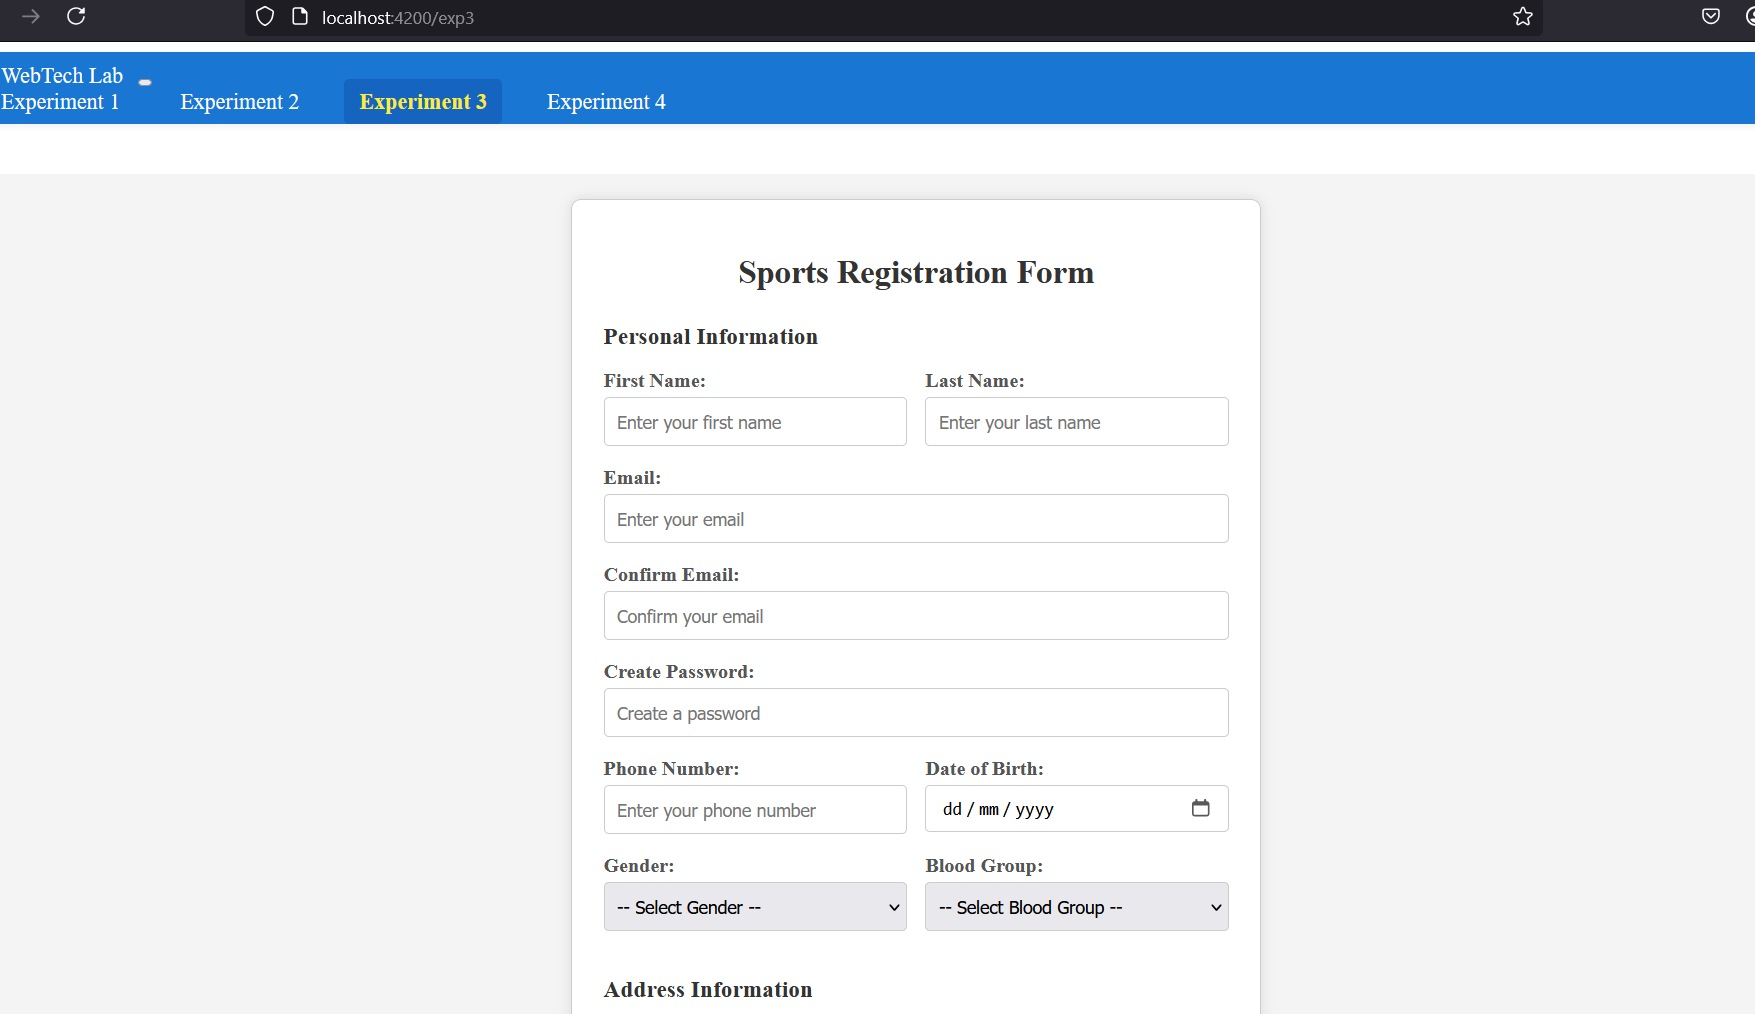 localhost:4200/exp3
WebTech Lab
Experiment 1 Experiment 2 Experiment 3 Experiment 4
Sports Registration Form
Personal Information
First Name: Last Name:
Enter your first name Enter your last name
Email:
Enter your email
Confirm Email:
Confirm your email
Create Password:
Create a password
Phone Number: Date of Birth:
Enter your phone number dd / mm / yyyy
Gender: Blood Group:
-- Select Gender -- -- Select Blood Group --
Address Information